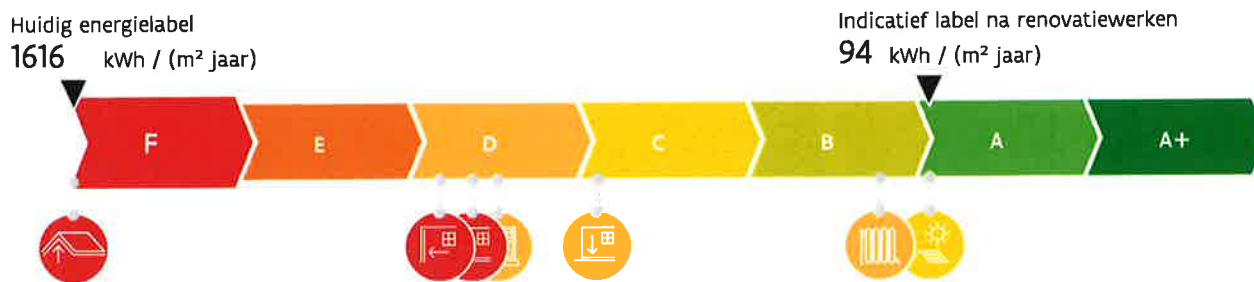 Huidig energielabel
1616 kWh / (m² jaar)
Indicatief label na renovatiewerken
94 kWh / (m² jaar)
F E D C B A A+